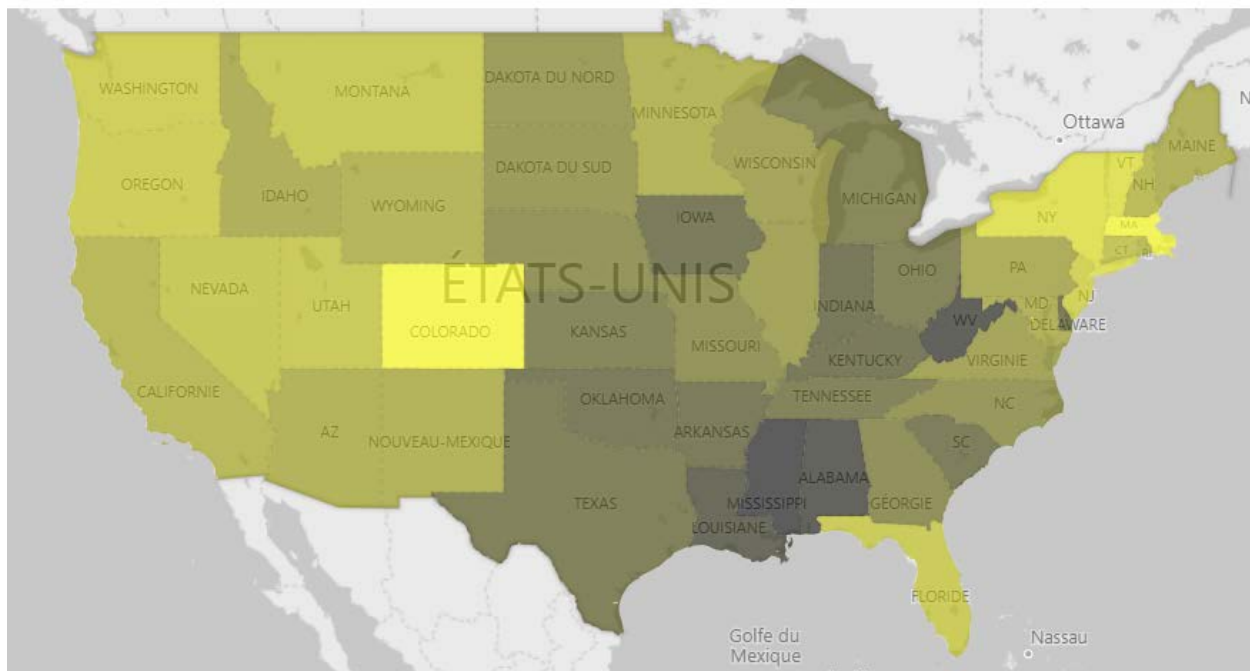 WASHINGTON
MONTANA
DAKOTA DU NORD
MINNESOTA
Ottawa
N
MAINE
VT
NH
OREGON
IDAHO
WYOMING
DAKOTA DU SUD
WISCONSIN
MICHIGAN
NY
MA
CT
RI
IOWA
NEVADA
UTAH
COLORADO
ÉTATS-UNIS
OHIO
PA
NJ
MD
DELAWARE
INDIANA
WV
KANSAS
MISSOURI
KENTUCKY
VIRGINIE
CALIFORNIE
AZ
NOUVEAU-MEXIQUE
OKLAHOMA
ARKANSAS
TENNESSEE
NC
SC
TEXAS
LOUISIANE
MISSISSIPPI
ALABAMA
GÉORGIE
FLORIDE
Golfe du
Mexique
Nassau